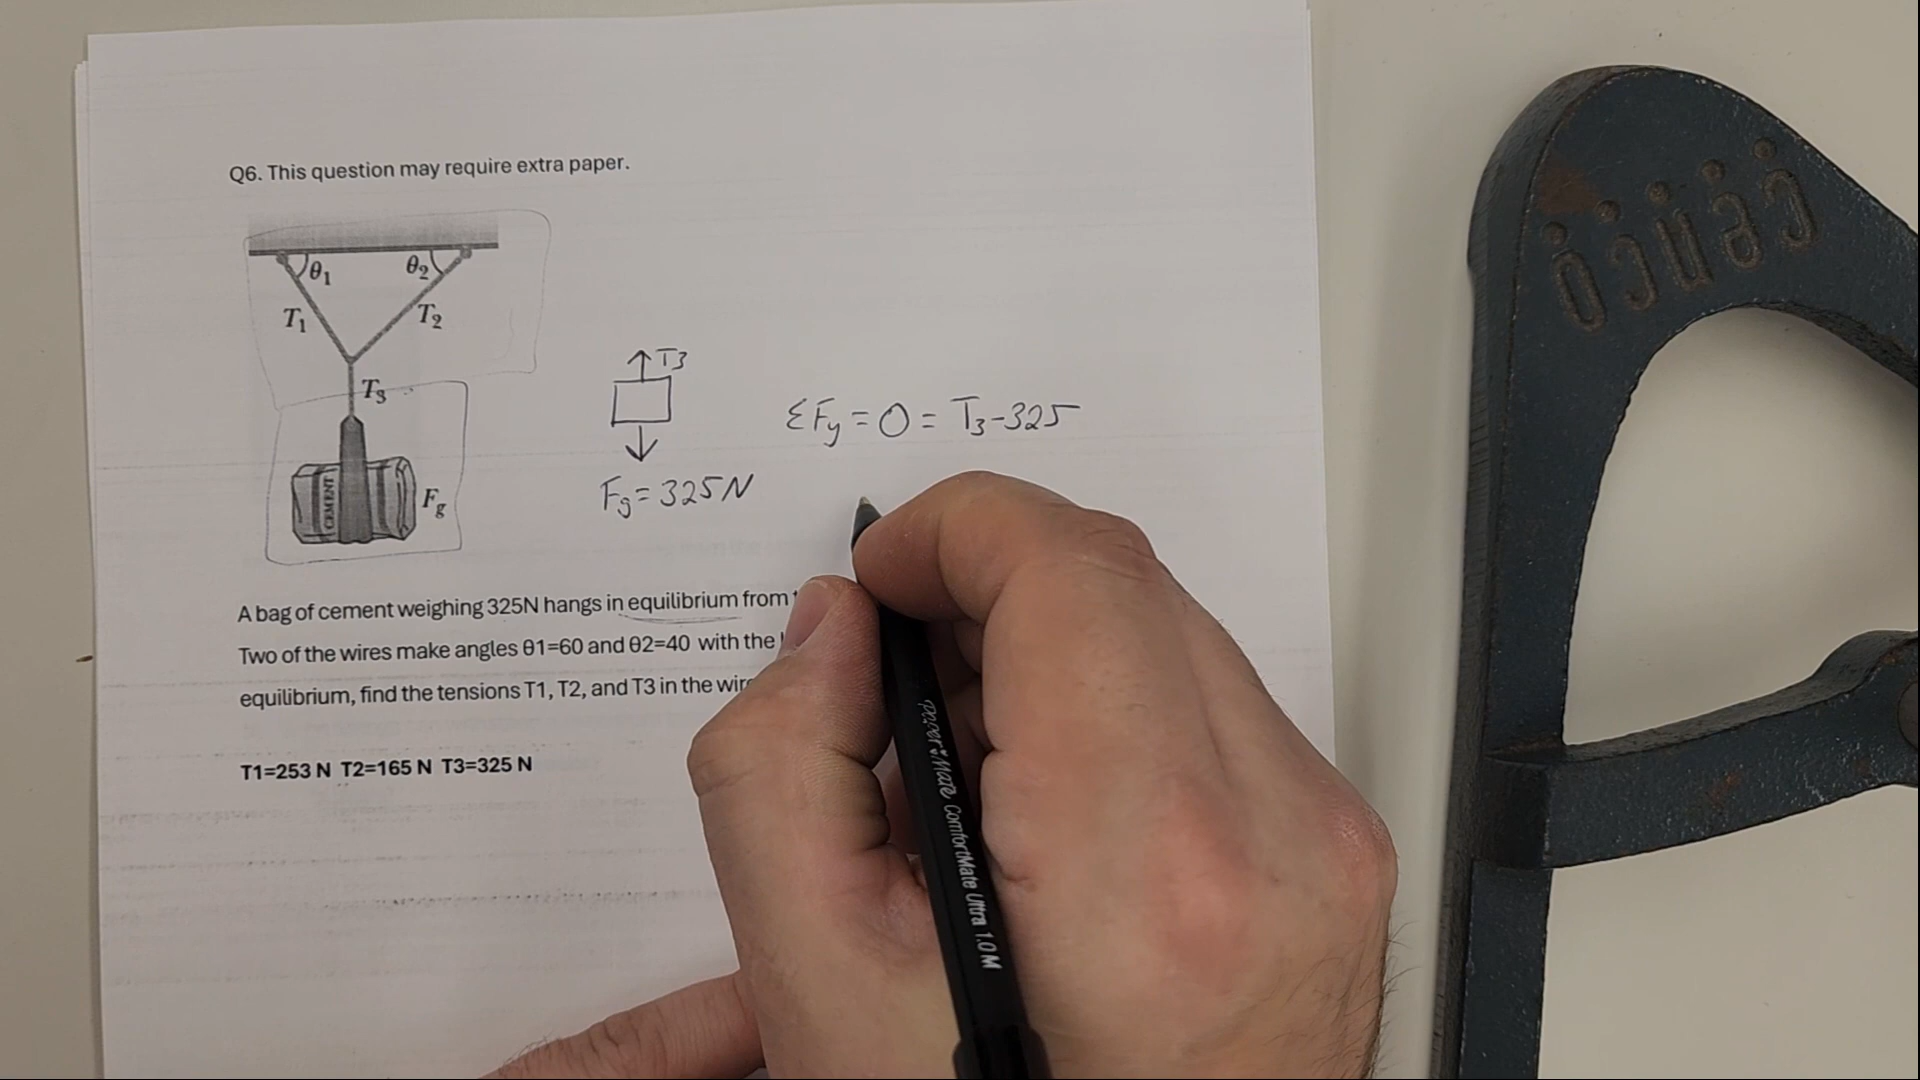 Q6. This question may require extra paper.
θ1
θ2
T1
T2
T3
CEMENT
Fg
T3
Fg = 325N
ΣFy = 0 = T3 - 325
A bag of cement weighing 325N hangs in equilibrium from
Two of the wires make angles θ1=60 and θ2=40 with the
equilibrium, find the tensions T1, T2, and T3 in the
T1=253 N T2=165 N T3=325 N
PaperMate ComfortMate Ultra 1.0 M